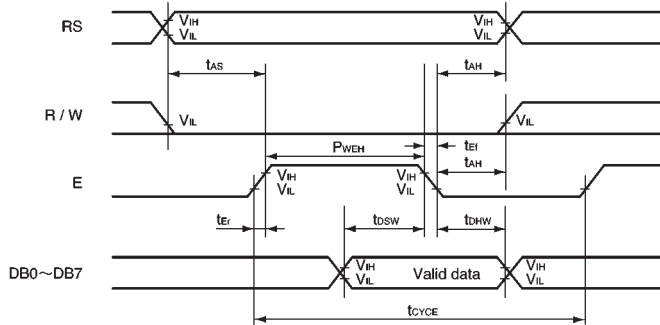 RS
VIH
VIL
VIH
VIL
tAS
tAH
R / W
VIL
VIL
PWEH
tEf
tAH
E
VIH
VIL
VIH
VIL
tEr
tDSW
tDHW
DB0～DB7
VIH
VIL
Valid data
VIH
VIL
tCYCE